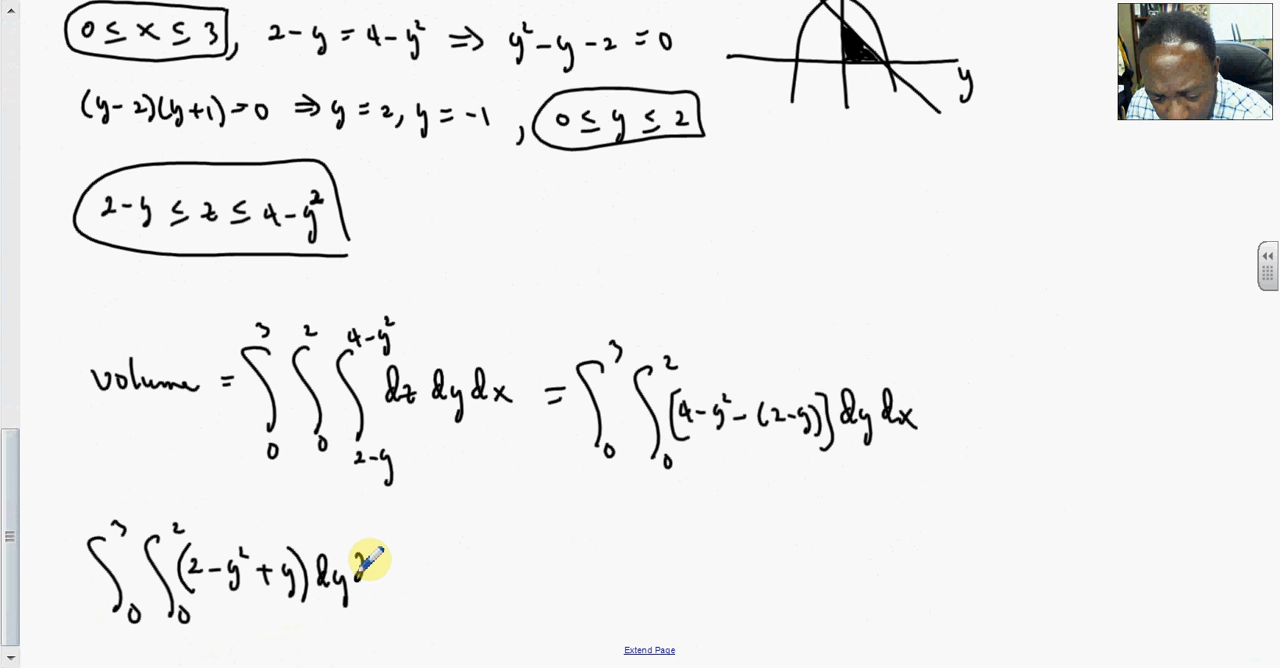 0 ≤ x ≤ 3, 2 - y = 4 - y² ⇒ y² - y - 2 = 0
(y - 2)(y + 1) = 0 ⇒ y = 2, y = -1, 0 ≤ y ≤ 2
y
2 - y ≤ z ≤ 4 - y²
volume = ∫₀³ ∫₀² ∫_{2-y}^{4-y²} dz dy dx = ∫₀³ ∫₀² [4 - y² - (2 - y)] dy dx
∫₀³ ∫₀² (2 - y² + y) dy
Extend Page